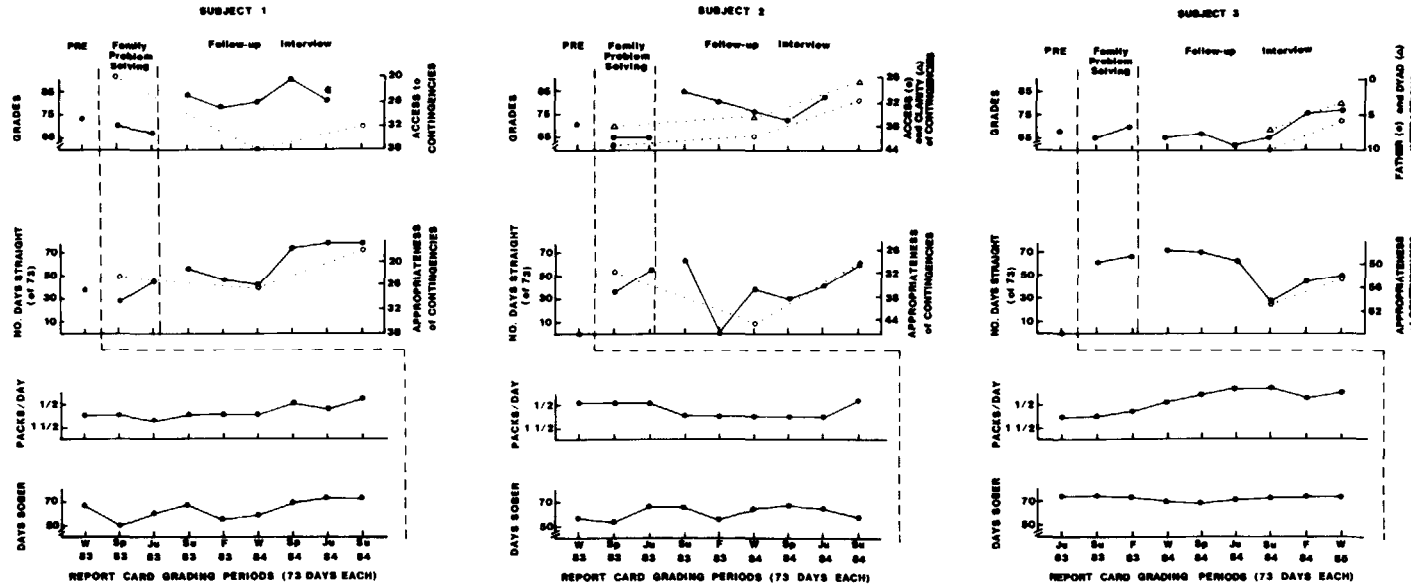 SUBJECT 1
PRE
Family
Problem
Solving
Follow-up
Interview
GRADES
85
75
65
20
26
32
38
ACCESS to
CONTINGENCIES
NO. DAYS STRAIGHT
(of 73)
70
50
30
10
20
26
32
38
APPROPRIATENESS
of CONTINGENCIES
PACKS/DAY
1/2
1 1/2
DAYS SOBER
70
50
W Sp Ju Su F W Sp Ju Su
83 83 83 83 83 84 84 84 84
REPORT CARD GRADING PERIODS (73 DAYS EACH)
SUBJECT 2
PRE
Family
Problem
Solving
Follow-up
Interview
GRADES
85
75
65
26
32
38
44
ACCESS (o)
and CLARITY (Δ)
of CONTINGENCIES
NO. DAYS STRAIGHT
(of 73)
70
50
30
10
26
32
38
44
APPROPRIATENESS
of CONTINGENCIES
PACKS/DAY
1/2
1 1/2
DAYS SOBER
70
50
W Sp Ju Su F W Sp Ju Su
83 83 83 83 83 84 84 84 84
REPORT CARD GRADING PERIODS (73 DAYS EACH)
SUBJECT 3
PRE
Family
Problem
Solving
Follow-up
Interview
GRADES
85
75
65
0
5
10
FATHER (o) and DYAD (Δ)
NO. DAYS STRAIGHT
(of 73)
70
50
30
10
50
56
62
APPROPRIATENESS
PACKS/DAY
1/2
1 1/2
DAYS SOBER
70
50
Ju Su F W Sp Ju Su F W
83 83 83 84 84 84 84 84 85
REPORT CARD GRADING PERIODS (73 DAYS EACH)